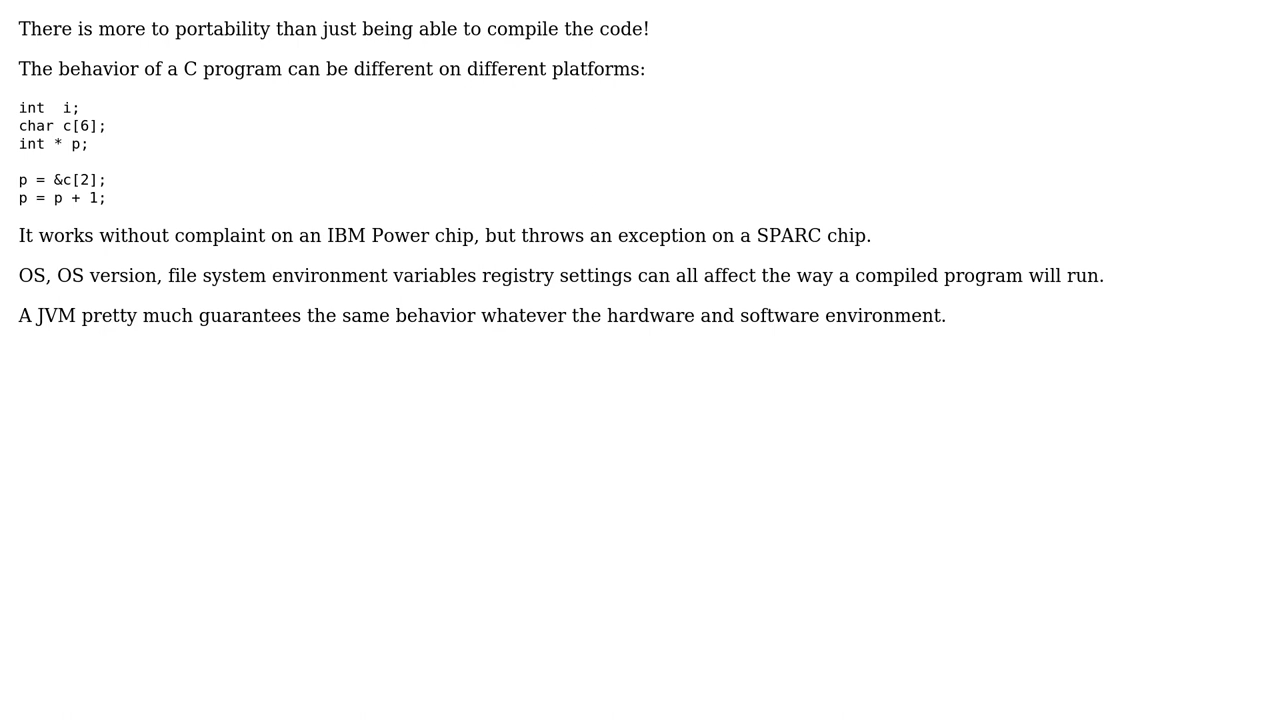 There is more to portability than just being able to compile the code!
The behavior of a C program can be different on different platforms:
int  i;
char c[6];
int * p;
p = &c[2];
p = p + 1;
It works without complaint on an IBM Power chip, but throws an exception on a SPARC chip.
OS, OS version, file system environment variables registry settings can all affect the way a compiled program will run.
A JVM pretty much guarantees the same behavior whatever the hardware and software environment.